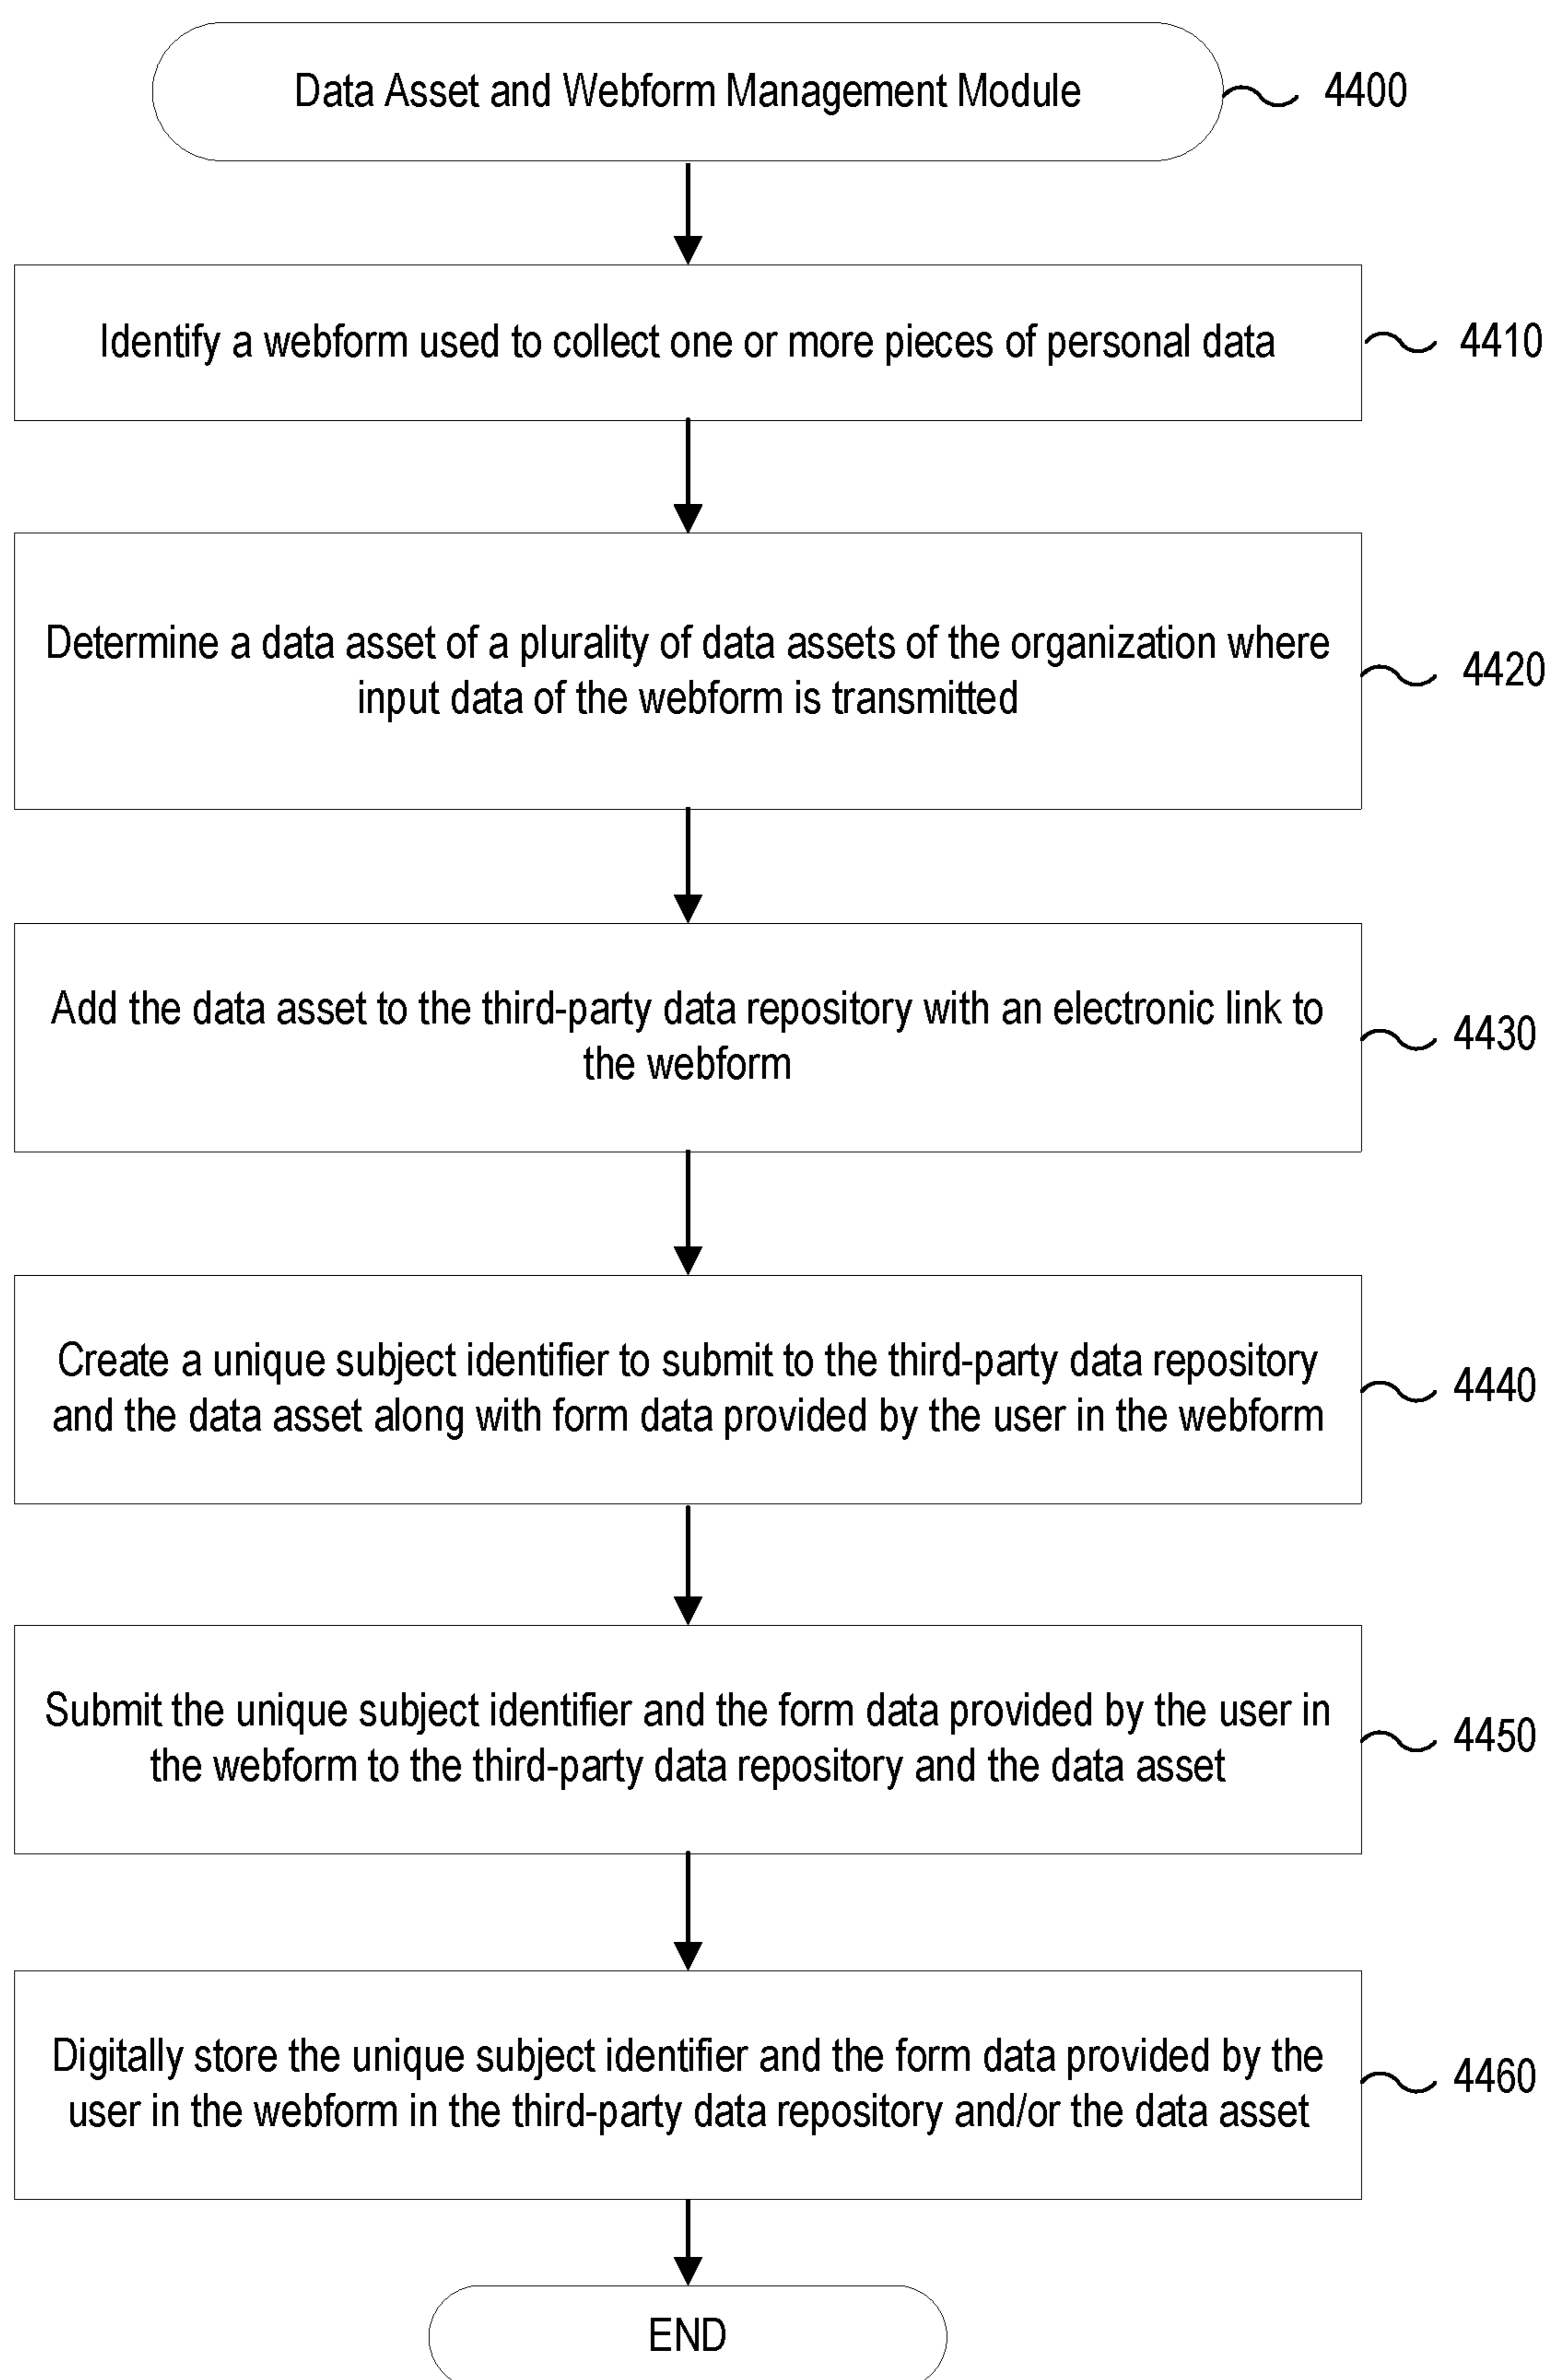 Data Asset and Webform Management Module
4400
Identify a webform used to collect one or more pieces of personal data
4410
Determine a data asset of a plurality of data assets of the organization where
input data of the webform is transmitted
4420
Add the data asset to the third-party data repository with an electronic link to
the webform
4430
Create a unique subject identifier to submit to the third-party data repository
and the data asset along with form data provided by the user in the webform
4440
Submit the unique subject identifier and the form data provided by the user in
the webform to the third-party data repository and the data asset
4450
Digitally store the unique subject identifier and the form data provided by the
user in the webform in the third-party data repository and/or the data asset
4460
END